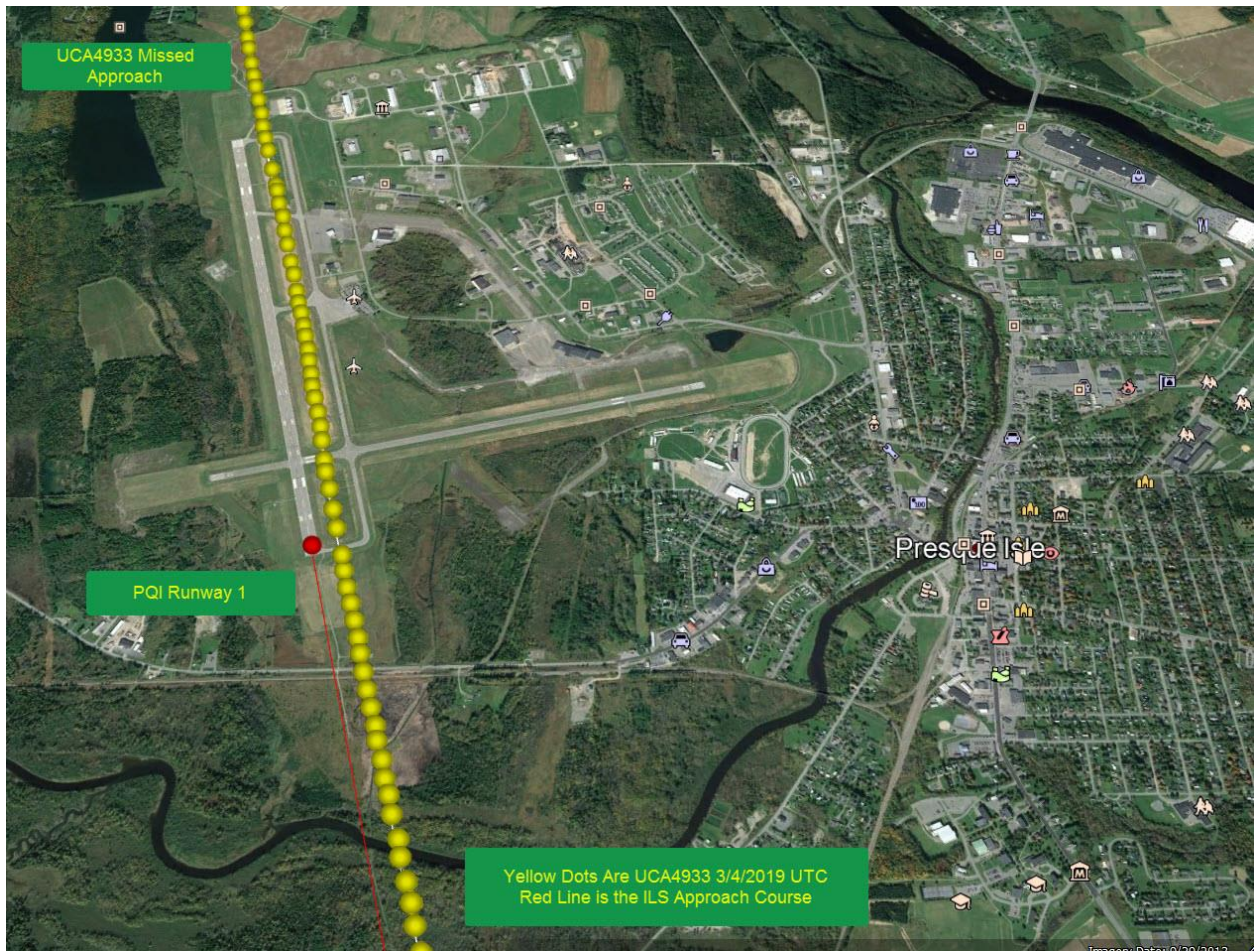 UCA4933 Missed
Approach
Presque Isle
PQI Runway 1
Yellow Dots Are UCA4933 3/4/2019 UTC
Red Line is the ILS Approach Course